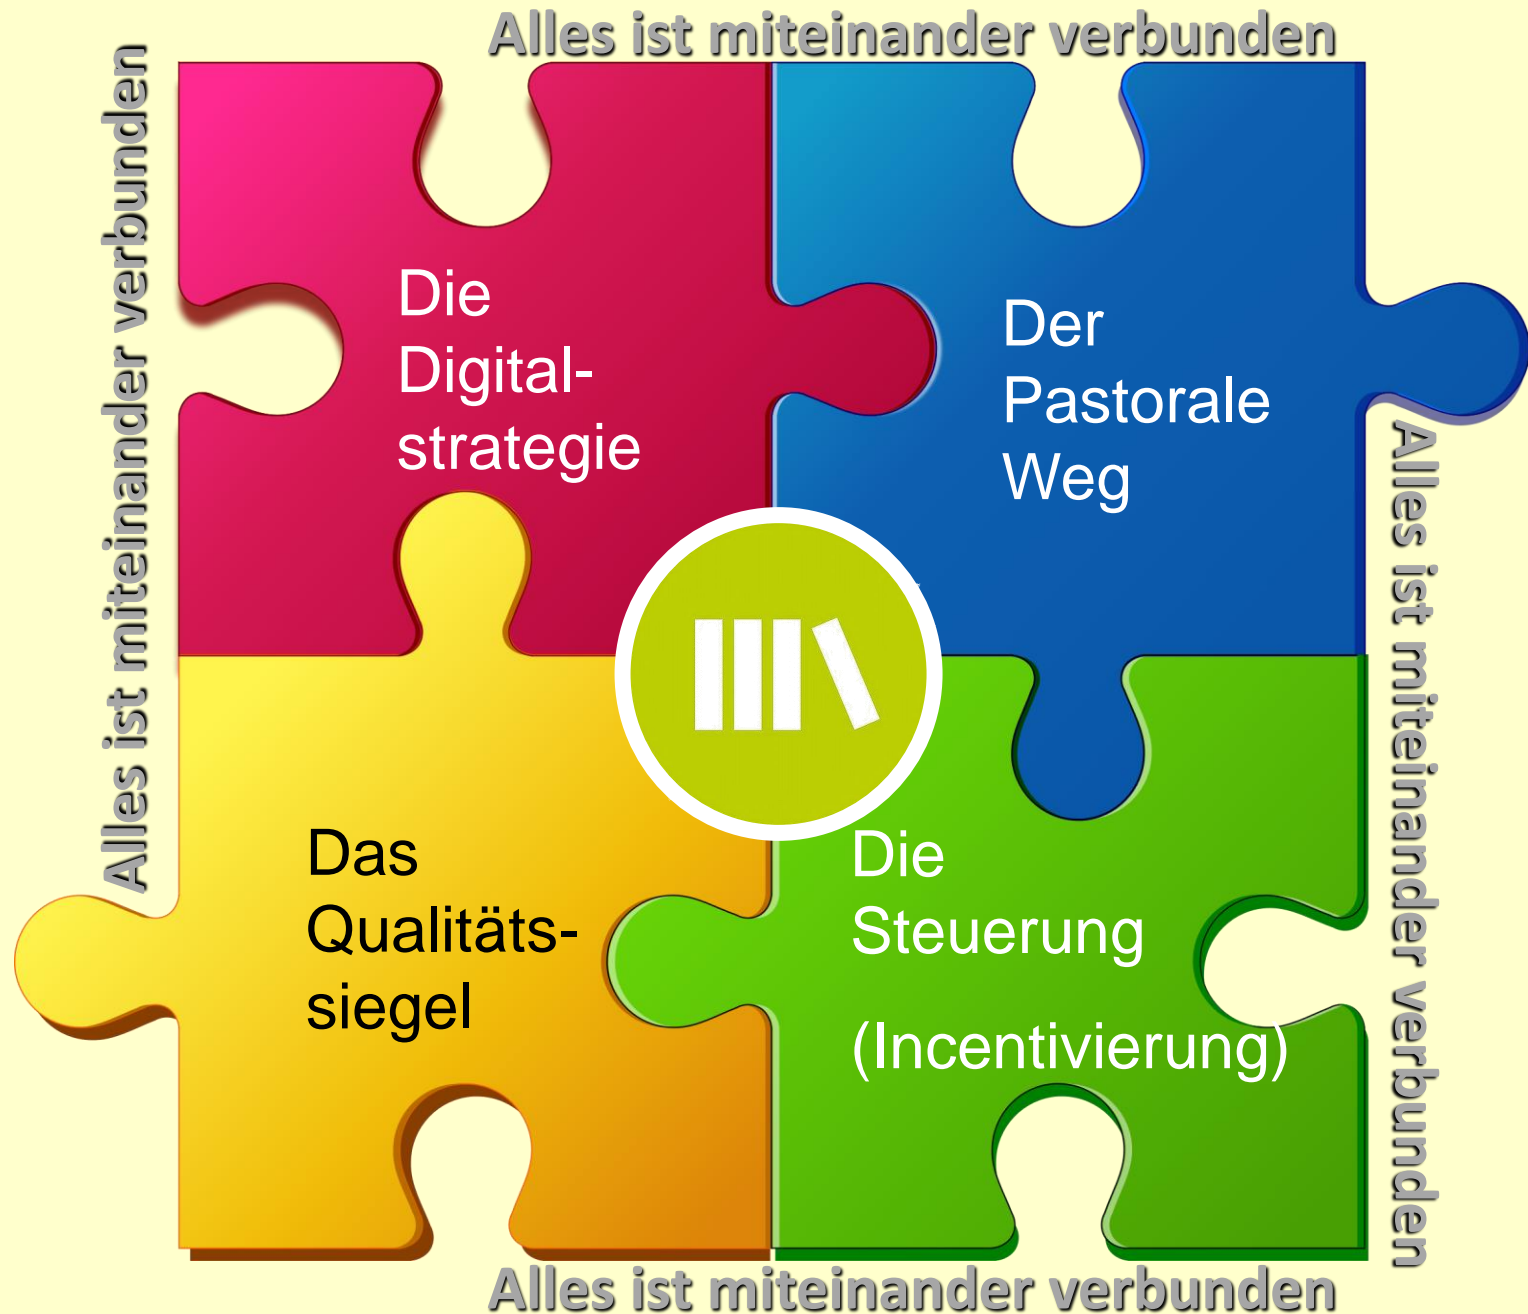 Alles ist miteinander verbunden
Alles ist miteinander verbunden
Die
Digital-
strategie
Der
Pastorale
Weg
Das
Qualitäts-
siegel
Die
Steuerung
(Incentivierung)
Alles ist miteinander verbunden
Alles ist miteinander verbunden